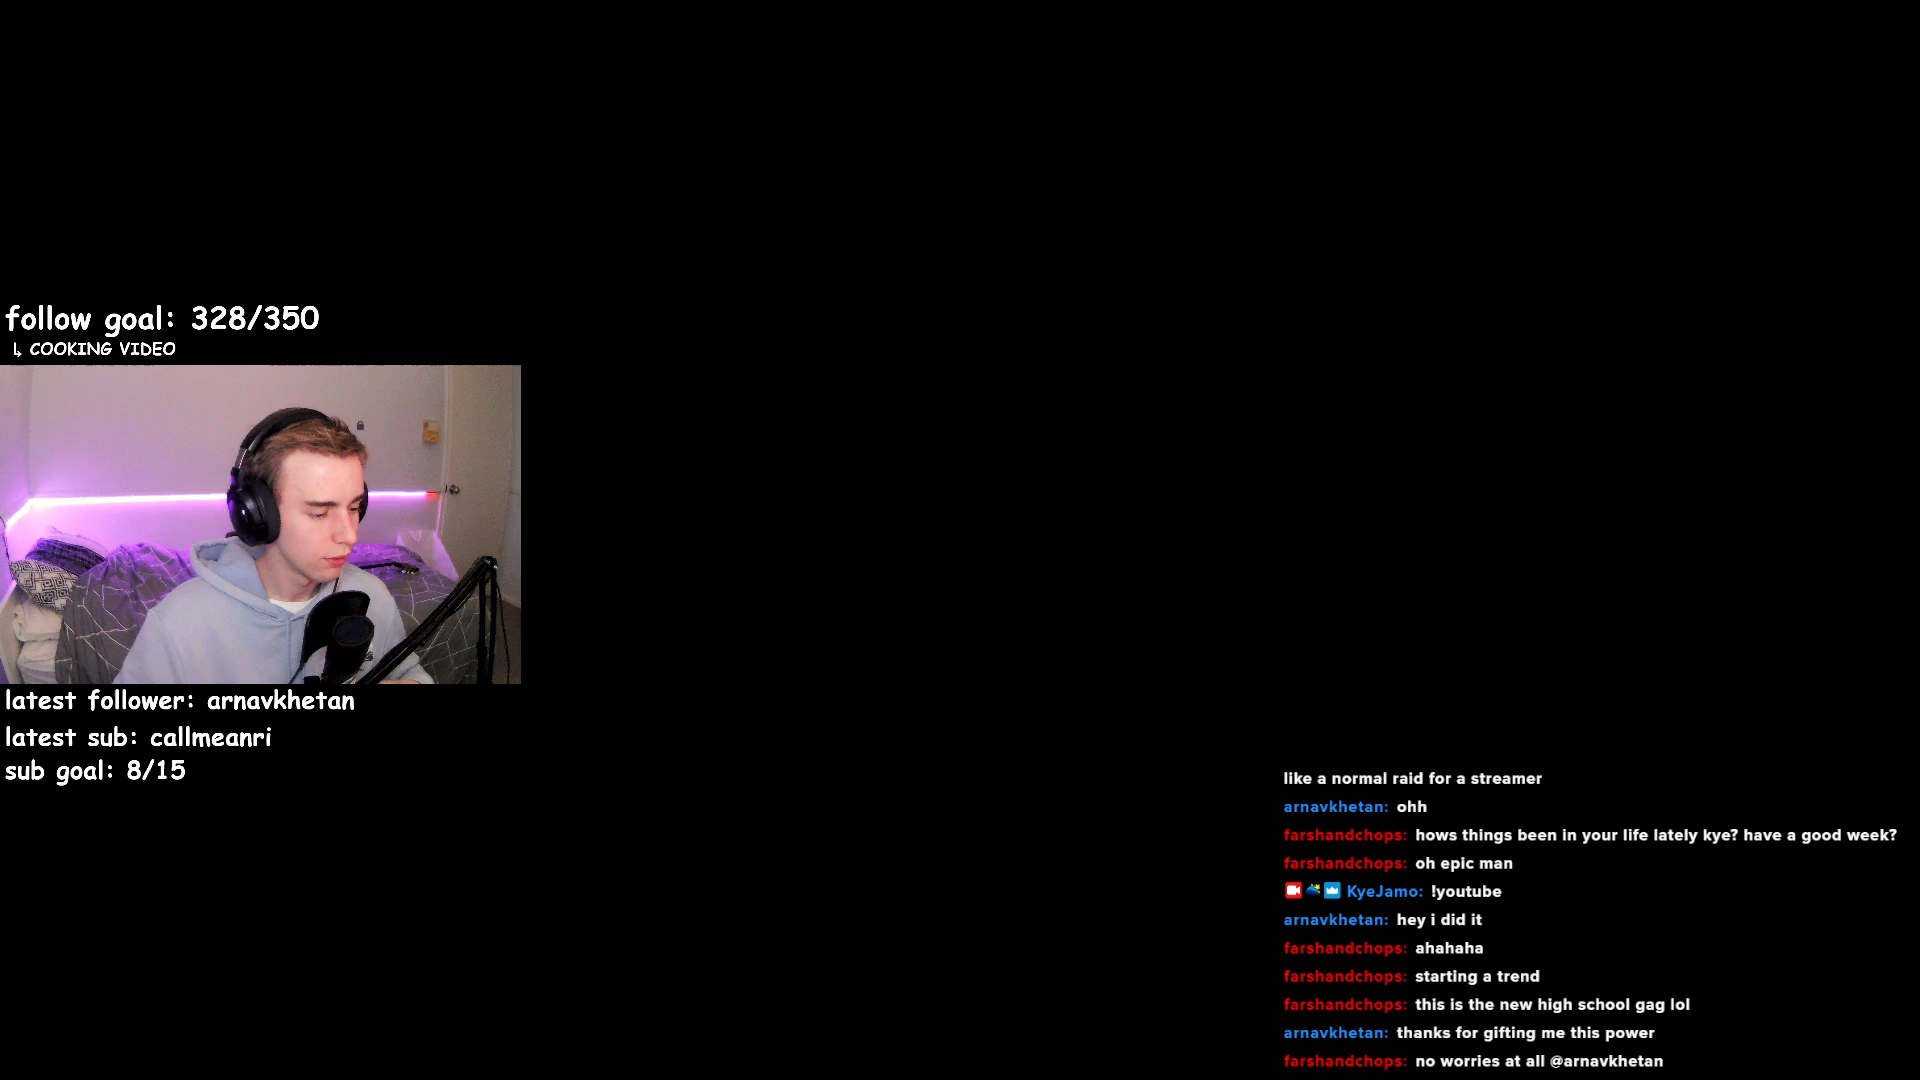 follow goal: 328/350
↳ COOKING VIDEO
latest follower: arnavkhetan
latest sub: callmeanri
sub goal: 8/15
like a normal raid for a streamer
arnavkhetan: ohh
farshandchops: hows things been in your life lately kye? have a good week?
farshandchops: oh epic man
KyeJamo: !youtube
arnavkhetan: hey i did it
farshandchops: ahahaha
farshandchops: starting a trend
farshandchops: this is the new high school gag lol
arnavkhetan: thanks for gifting me this power
farshandchops: no worries at all @arnavkhetan